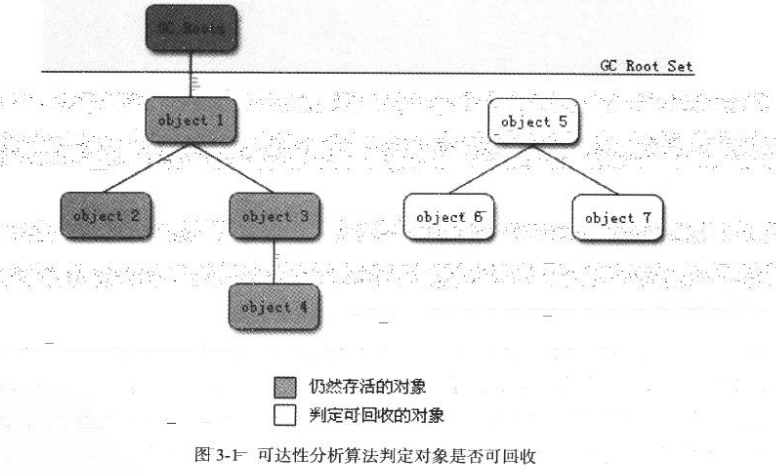 GC Roots
GC Root Set
object 1
object 5
object 2
object 3
object 6
object 7
object 4
仍然存活的对象
判定可回收的对象
图 3-1 可达性分析算法判定对象是否可回收